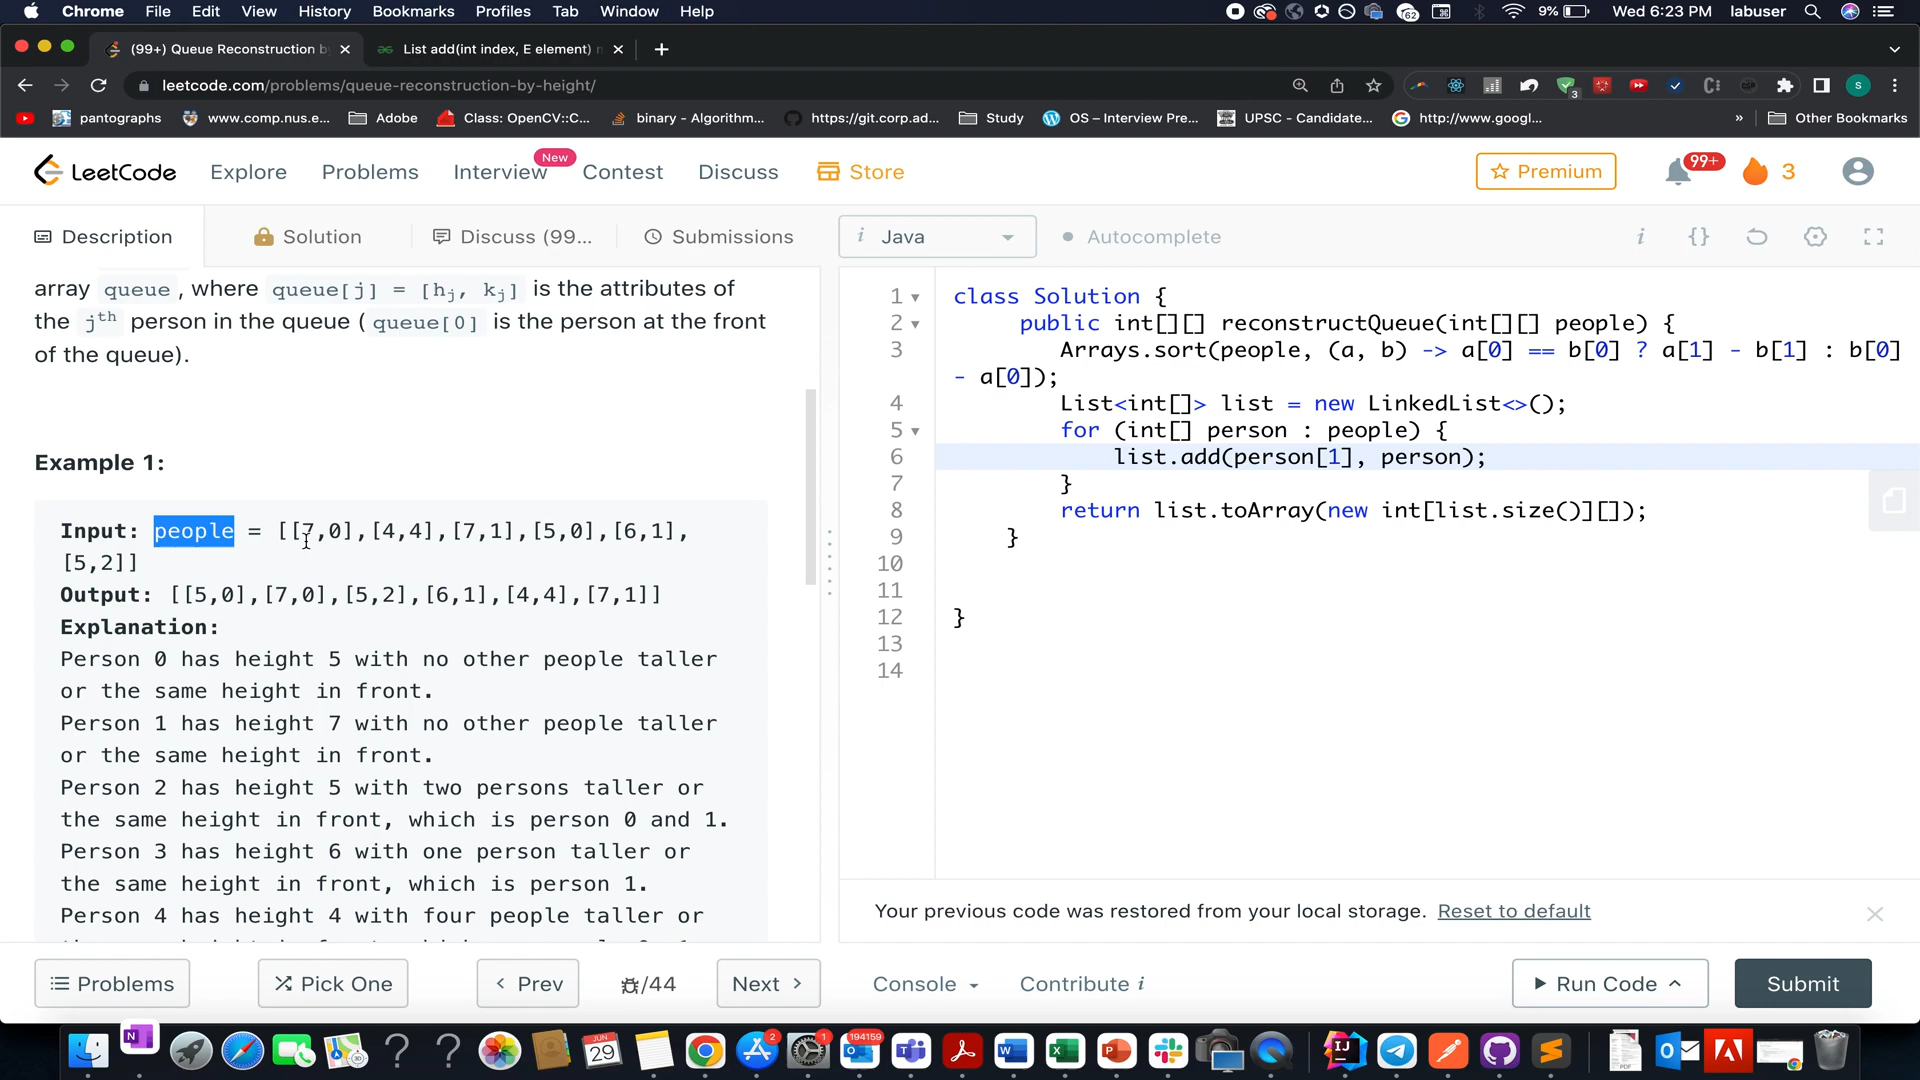 Chrome File Edit View History Bookmarks Profiles Tab Window Help 62 9% Wed 6:23 PM labuser
(99+) Queue Reconstruction b List add(int index, E element)
leetcode.com/problems/queue-reconstruction-by-height/ 3 S
pantographs www.comp.nus.e... Adobe Class: OpenCV::C... binary - Algorithm... https://git.corp.ad... Study OS – Interview Pre... UPSC - Candidate... http://www.googl... » Other Bookmarks
LeetCode Explore Problems Interview New Contest Discuss Store Premium 99+ 3
Description Solution Discuss (99... Submissions i Java Autocomplete i {}
array queue , where queue[j] = [hj, kj] is the attributes of
the jth person in the queue ( queue[0] is the person at the front
of the queue).
Example 1:
Input: people = [[7,0],[4,4],[7,1],[5,0],[6,1],
[5,2]]
Output: [[5,0],[7,0],[5,2],[6,1],[4,4],[7,1]]
Explanation:
Person 0 has height 5 with no other people taller
or the same height in front.
Person 1 has height 7 with no other people taller
or the same height in front.
Person 2 has height 5 with two persons taller or
the same height in front, which is person 0 and 1.
Person 3 has height 6 with one person taller or
the same height in front, which is person 1.
Person 4 has height 4 with four people taller or
1 class Solution {
2 public int[][] reconstructQueue(int[][] people) {
3 Arrays.sort(people, (a, b) -> a[0] == b[0] ? a[1] - b[1] : b[0]
- a[0]);
4 List<int[]> list = new LinkedList<>();
5 for (int[] person : people) {
6 list.add(person[1], person);
7 }
8 return list.toArray(new int[list.size()][]);
9 }
10
11
12 }
13
14
Your previous code was restored from your local storage. Reset to default
Problems Pick One Prev /44 Next Console Contribute i Run Code Submit
N ? ? JUN 29 2 1 194159 W X P IJ PDF O